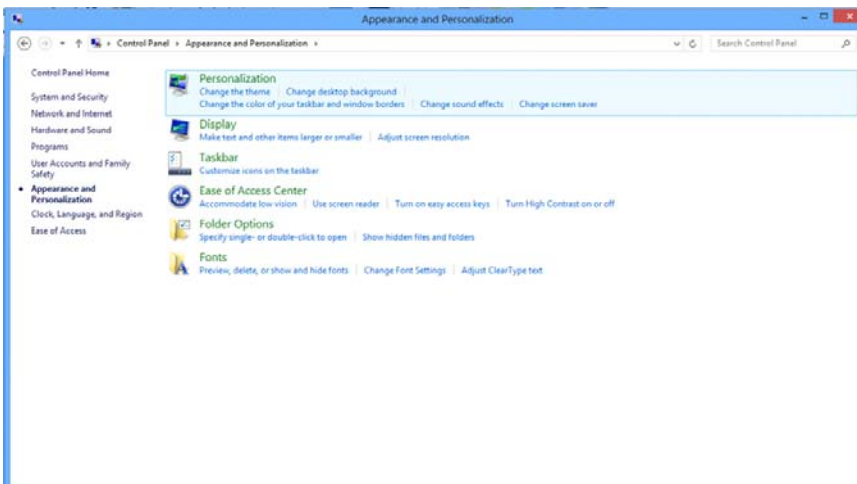 Appearance and Personalization
Control Panel › Appearance and Personalization ›
Search Control Panel
Control Panel Home
System and Security
Network and Internet
Hardware and Sound
Programs
User Accounts and Family
Safety
Appearance and
Personalization
Clock, Language, and Region
Ease of Access
Personalization
Change the theme | Change desktop background
Change the color of your taskbar and window borders | Change sound effects | Change screen saver
Display
Make text and other items larger or smaller | Adjust screen resolution
Taskbar
Customize icons on the taskbar
Ease of Access Center
Accommodate low vision | Use screen reader | Turn on easy access keys | Turn High Contrast on or off
Folder Options
Specify single- or double-click to open | Show hidden files and folders
Fonts
Preview, delete, or show and hide fonts | Change Font Settings | Adjust ClearType text